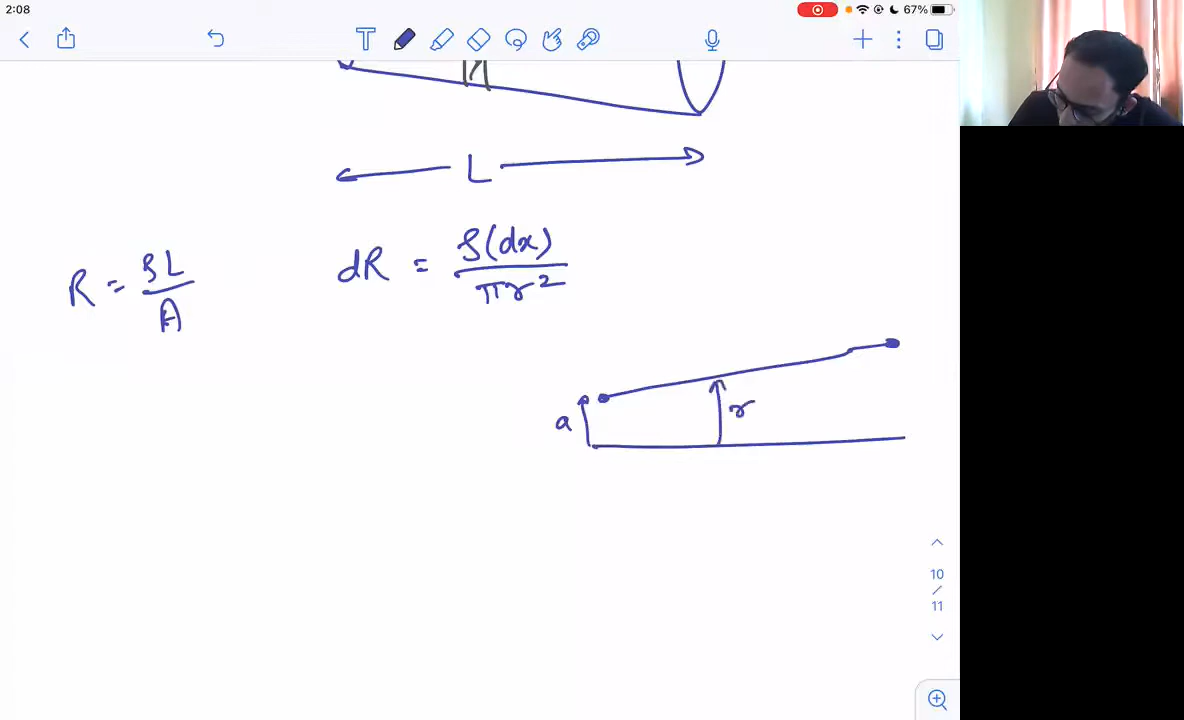 2:08
67%
T
L
R = ρL/A
dR = ρ(dx)/πr²
a
r
10
/
11